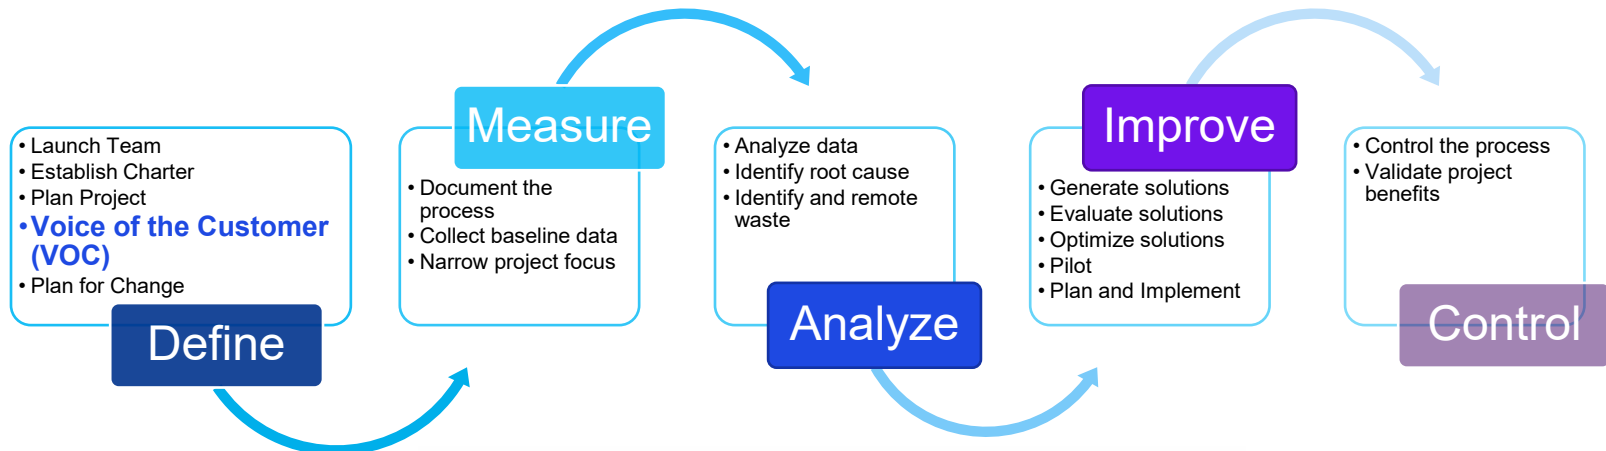 • Launch Team
• Establish Charter
• Plan Project
• Voice of the Customer
(VOC)
• Plan for Change
Define
Measure
• Document the
process
• Collect baseline data
• Narrow project focus
• Analyze data
• Identify root cause
• Identify and remote
waste
Analyze
Improve
• Generate solutions
• Evaluate solutions
• Optimize solutions
• Pilot
• Plan and Implement
• Control the process
• Validate project
benefits
Control